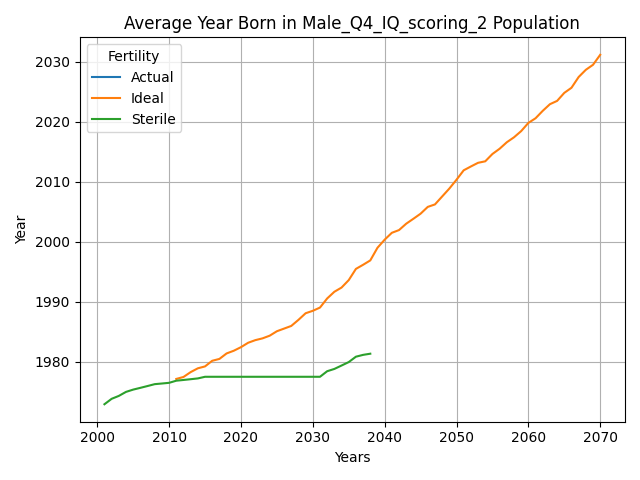 Average Year Born in Male_Q4_IQ_scoring_2 Population
Fertility
Actual
Ideal
Sterile
2030
2020
2010
2000
1990
1980
Year
2000 2010 2020 2030 2040 2050 2060 2070
Years